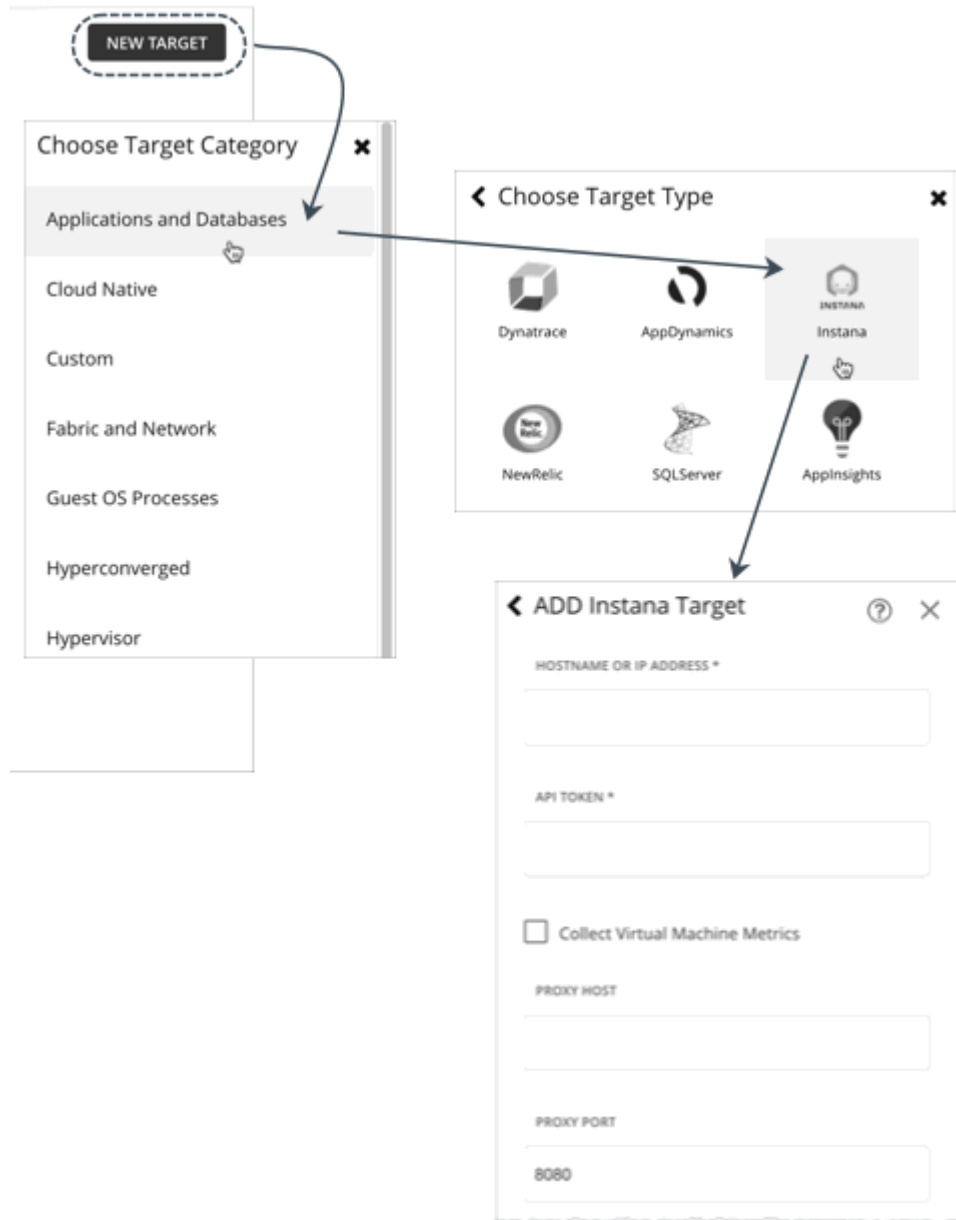 NEW TARGET
Choose Target Category
Applications and Databases
Cloud Native
Custom
Fabric and Network
Guest OS Processes
Hyperconverged
Hypervisor
Choose Target Type
Dynatrace
AppDynamics
INSTANA
Instana
New
Relic
NewRelic
SQLServer
AppInsights
ADD Instana Target
?
HOSTNAME OR IP ADDRESS *
API TOKEN *
Collect Virtual Machine Metrics
PROXY HOST
PROXY PORT
8080